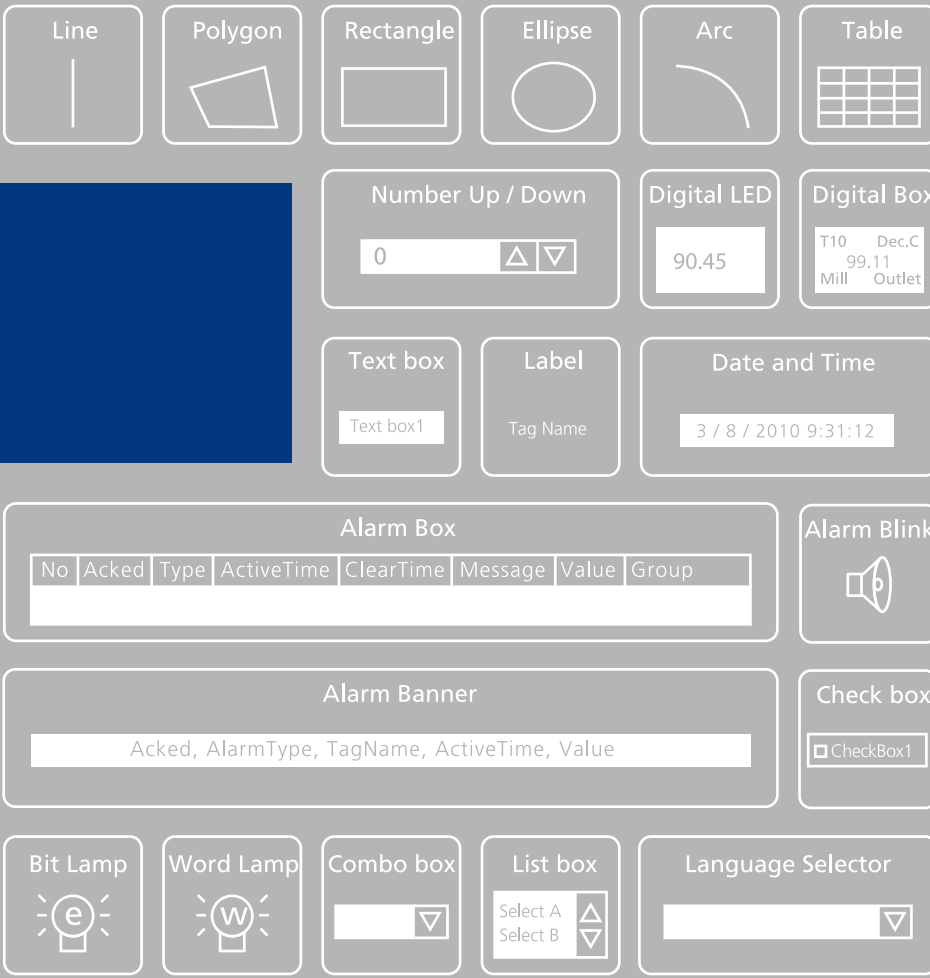 Line
Polygon
Rectangle
Ellipse
Arc
Table
Number Up / Down
0
Digital LED
90.45
Digital Box
T10 Dec.C
99.11
Mill Outlet
Text box
Text box1
Label
Tag Name
Date and Time
3 / 8 / 2010 9:31:12
Alarm Box
No Acked Type ActiveTime ClearTime Message Value Group
Alarm Blink
Alarm Banner
Acked, AlarmType, TagName, ActiveTime, Value
Check box
CheckBox1
Bit Lamp
e
Word Lamp
w
Combo box
List box
Select A
Select B
Language Selector